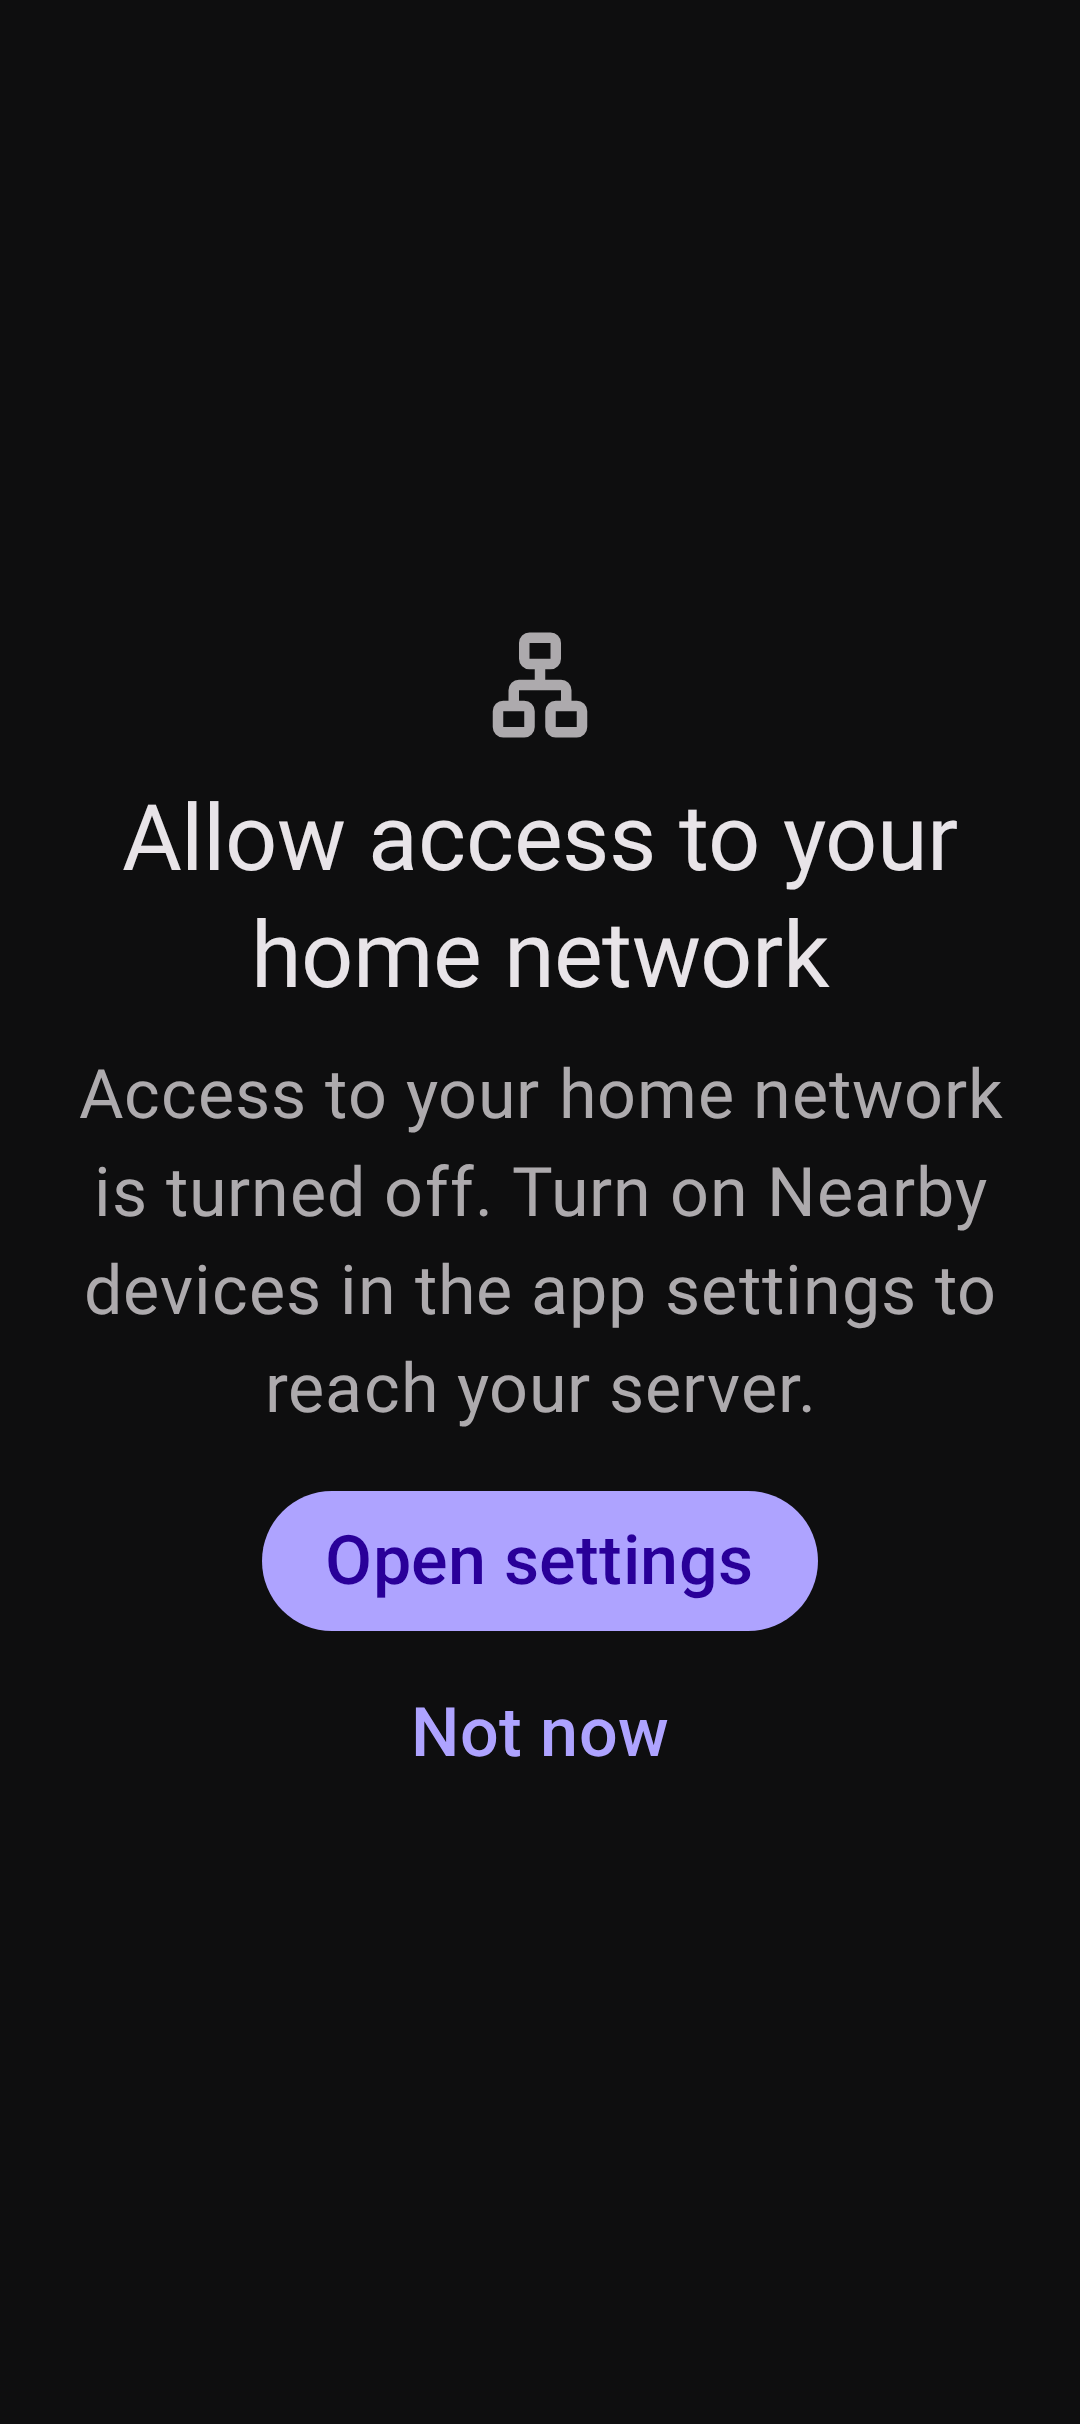 Allow access to your
home network
Access to your home network
is turned off. Turn on Nearby
devices in the app settings to
reach your server.
Open settings
Not now